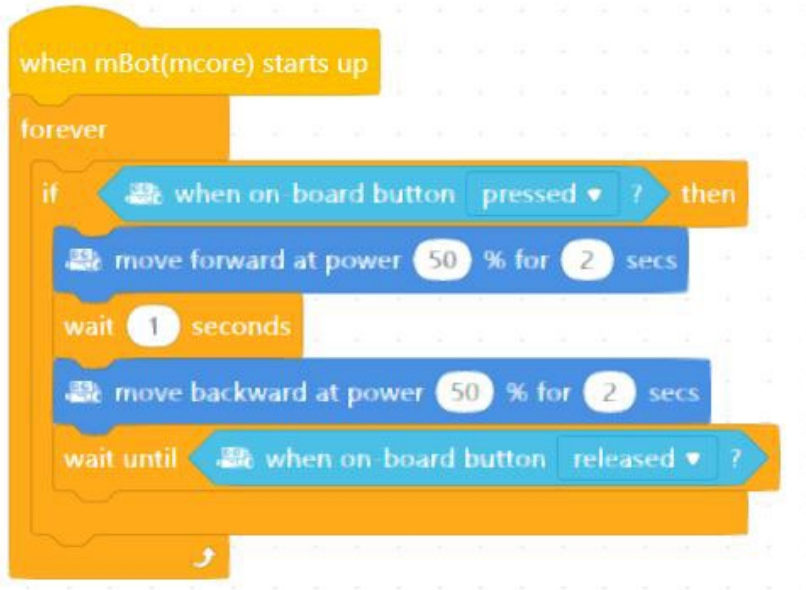 when mBot(mcore) starts up
forever
if when on-board button pressed ? then
move forward at power 50 % for 2 secs
wait 1 seconds
move backward at power 50 % for 2 secs
wait until when on-board button released ?